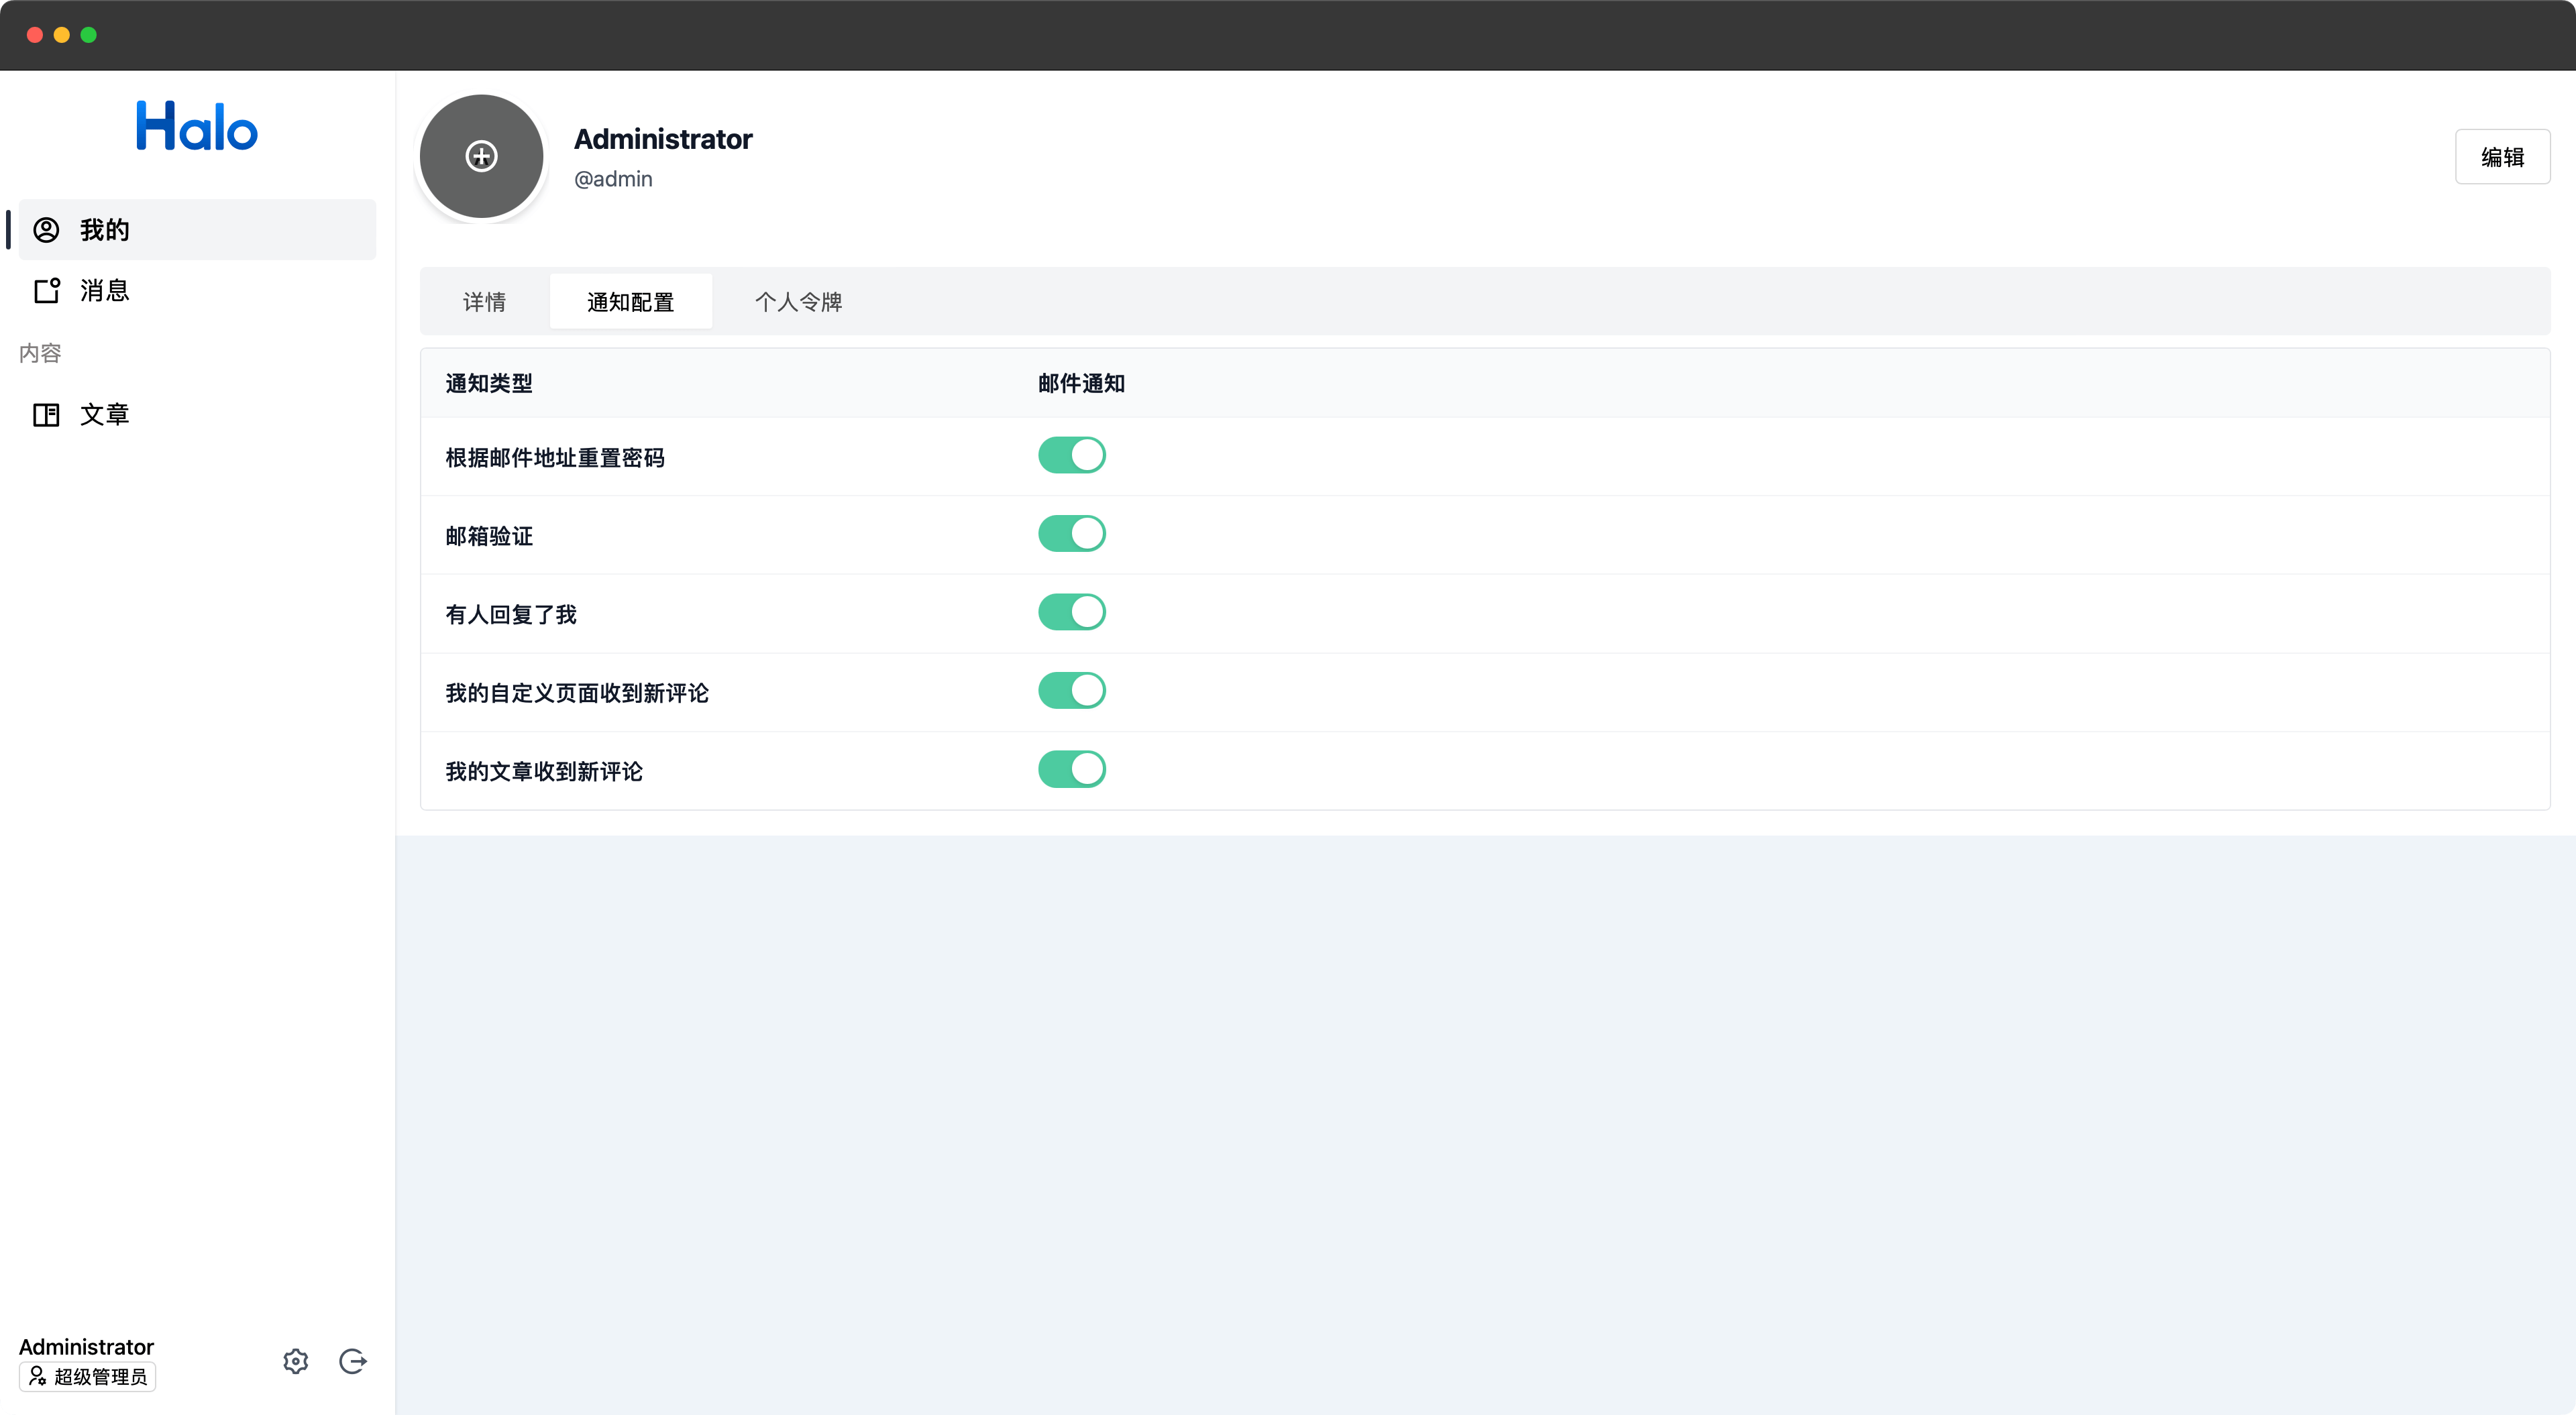 Halo
我的
消息
内容
文章
Administrator
超级管理员
Administrator
@admin
编辑
详情 通知配置 个人令牌
通知类型 邮件通知
根据邮件地址重置密码
邮箱验证
有人回复了我
我的自定义页面收到新评论
我的文章收到新评论